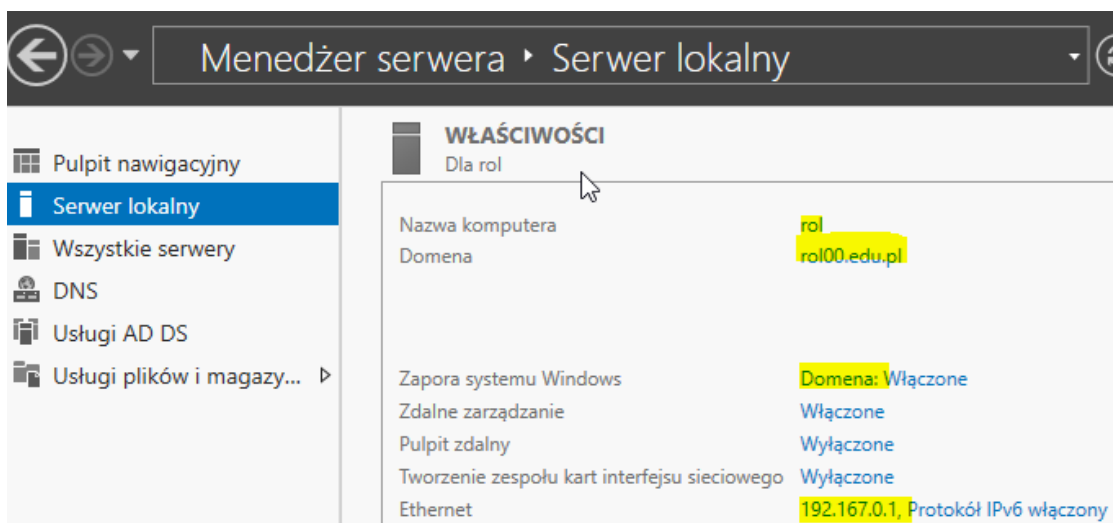 Menedżer serwera ‣ Serwer lokalny
Pulpit nawigacyjny
Serwer lokalny
Wszystkie serwery
DNS
Usługi AD DS
Usługi plików i magazy...
WŁAŚCIWOŚCI
Dla rol
Nazwa komputera rol
Domena rol00.edu.pl
Zapora systemu Windows Domena: Włączone
Zdalne zarządzanie Włączone
Pulpit zdalny Wyłączone
Tworzenie zespołu kart interfejsu sieciowego Wyłączone
Ethernet 192.167.0.1, Protokół IPv6 włączony